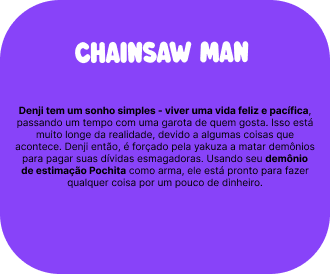 CHAINSAW MAN
Denji tem um sonho simples - viver uma vida feliz e pacífica,
passando um tempo com uma garota de quem gosta. Isso está
muito longe da realidade, devido a algumas coisas que
acontece. Denji então, é forçado pela yakuza a matar demônios
para pagar suas dívidas esmagadoras. Usando seu demônio
de estimação Pochita como arma, ele está pronto para fazer
qualquer coisa por um pouco de dinheiro.